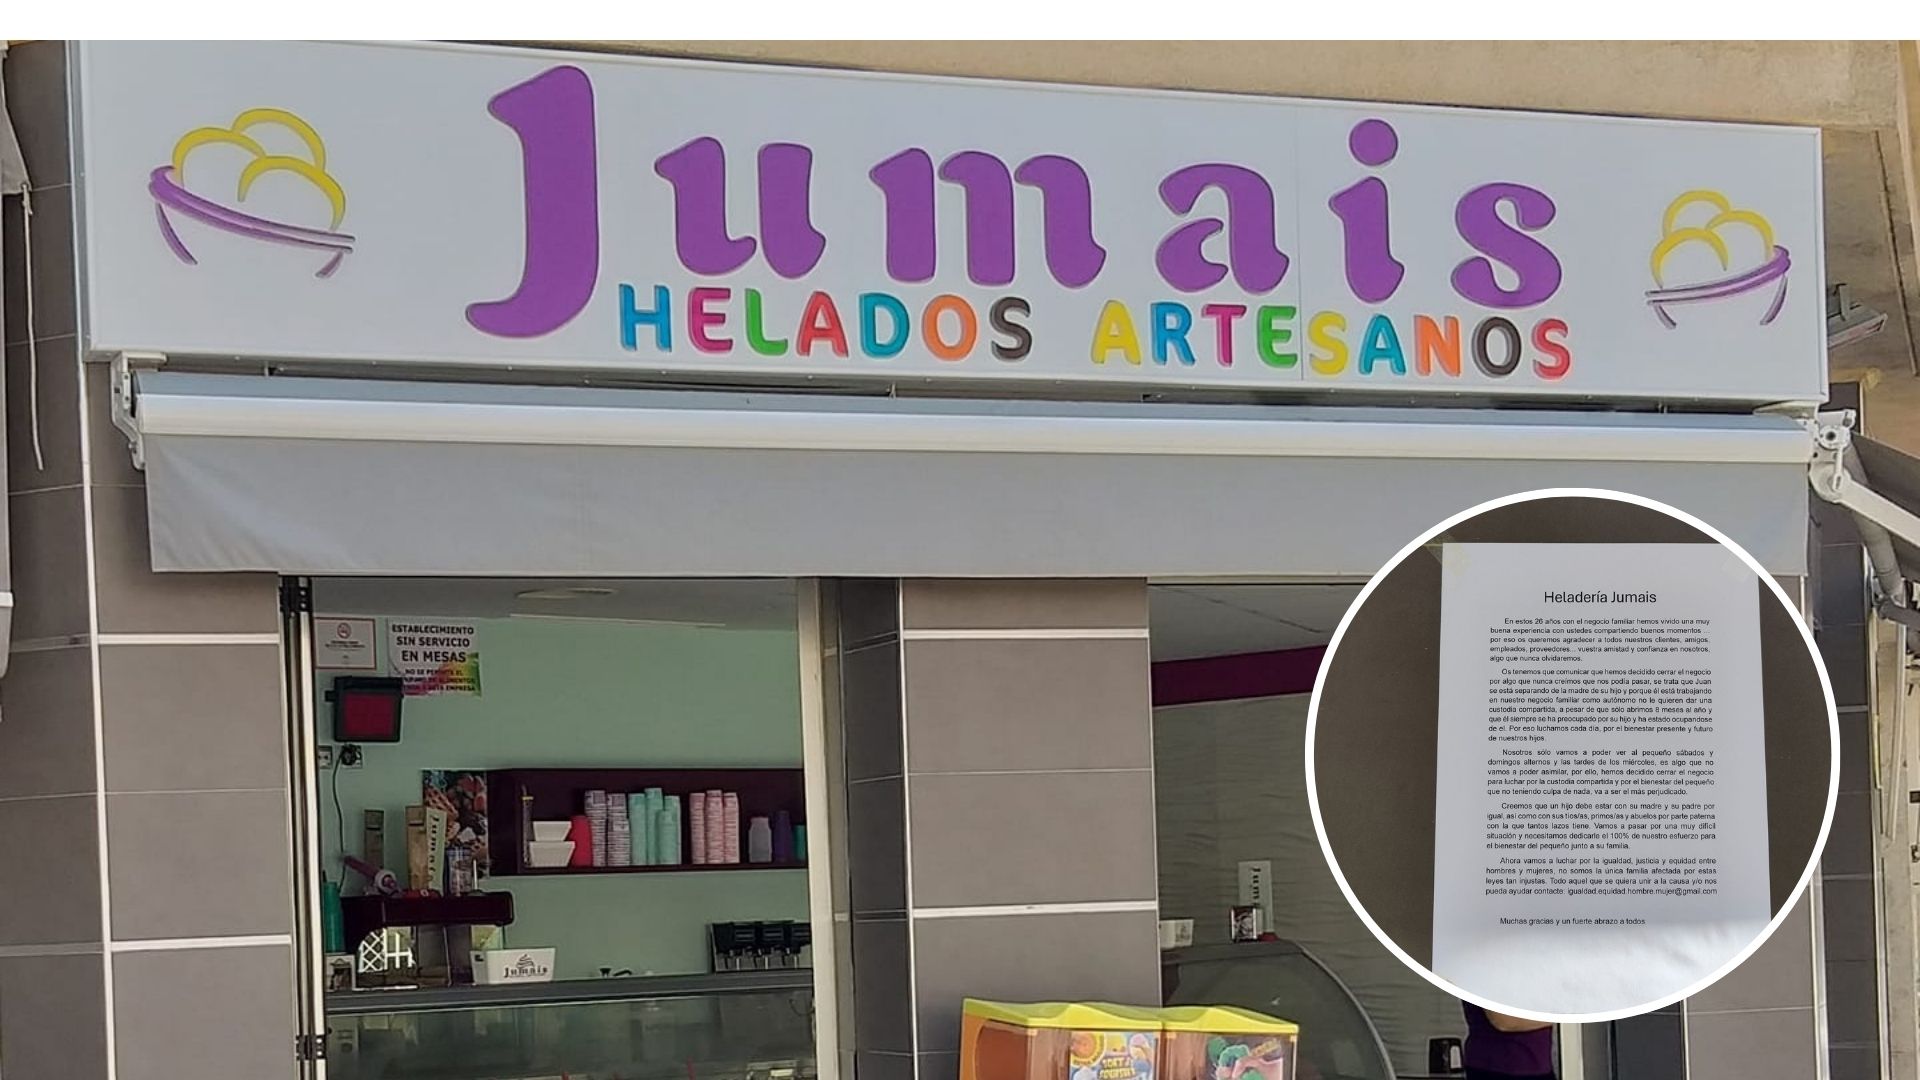 Jumais
HELADOS ARTESANOS
ESTABLECIMIENTO
SIN SERVICIO
EN MESAS
NO SE PERMITE EL
Jumais
Heladería Jumais
En estos 26 años con el negocio familiar hemos vivido una muy
buena experiencia con ustedes compartiendo buenos momentos ...
por eso os queremos agradecer a todos nuestros clientes, amigos,
empleados, proveedores... vuestra amistad y confianza en nosotros,
algo que nunca olvidaremos.
Os tenemos que comunicar que hemos decidido cerrar el negocio
por algo que nunca creímos que nos podía pasar, se trata que Juan
se está separando de la madre de su hijo y porque él está trabajando
en nuestro negocio familiar como autónomo no le quieren dar una
custodia compartida, a pesar de que sólo abrimos 8 meses al año y
que él siempre se ha preocupado por su hijo y ha estado ocupandose
de el. Por eso luchamos cada día, por el bienestar presente y futuro
de nuestros hijos.
Nosotros sólo vamos a poder ver al pequeño sábados y
domingos alternos y las tardes de los miércoles, es algo que no
vamos a poder asimilar, por ello, hemos decidido cerrar el negocio
para luchar por la custodia compartida y por el bienestar del pequeño
que no teniendo culpa de nada, va a ser el más perjudicado.
Creemos que un hijo debe estar con su madre y su padre por
igual, así como con sus tíos/as, primos/as y abuelos por parte paterna
con la que tantos lazos tiene. Vamos a pasar por una muy difícil
situación y necesitamos dedicarle el 100% de nuestro esfuerzo para
el bienestar del pequeño junto a su familia.
Ahora vamos a luchar por la igualdad, justicia y equidad entre
hombres y mujeres, no somos la única familia afectada por estas
leyes tan injustas. Todo aquel que se quiera unir a la causa y/o nos
pueda ayudar contacte: igualdad.equidad.hombre.mujer@gmail.com
Muchas gracias y un fuerte abrazo a todos